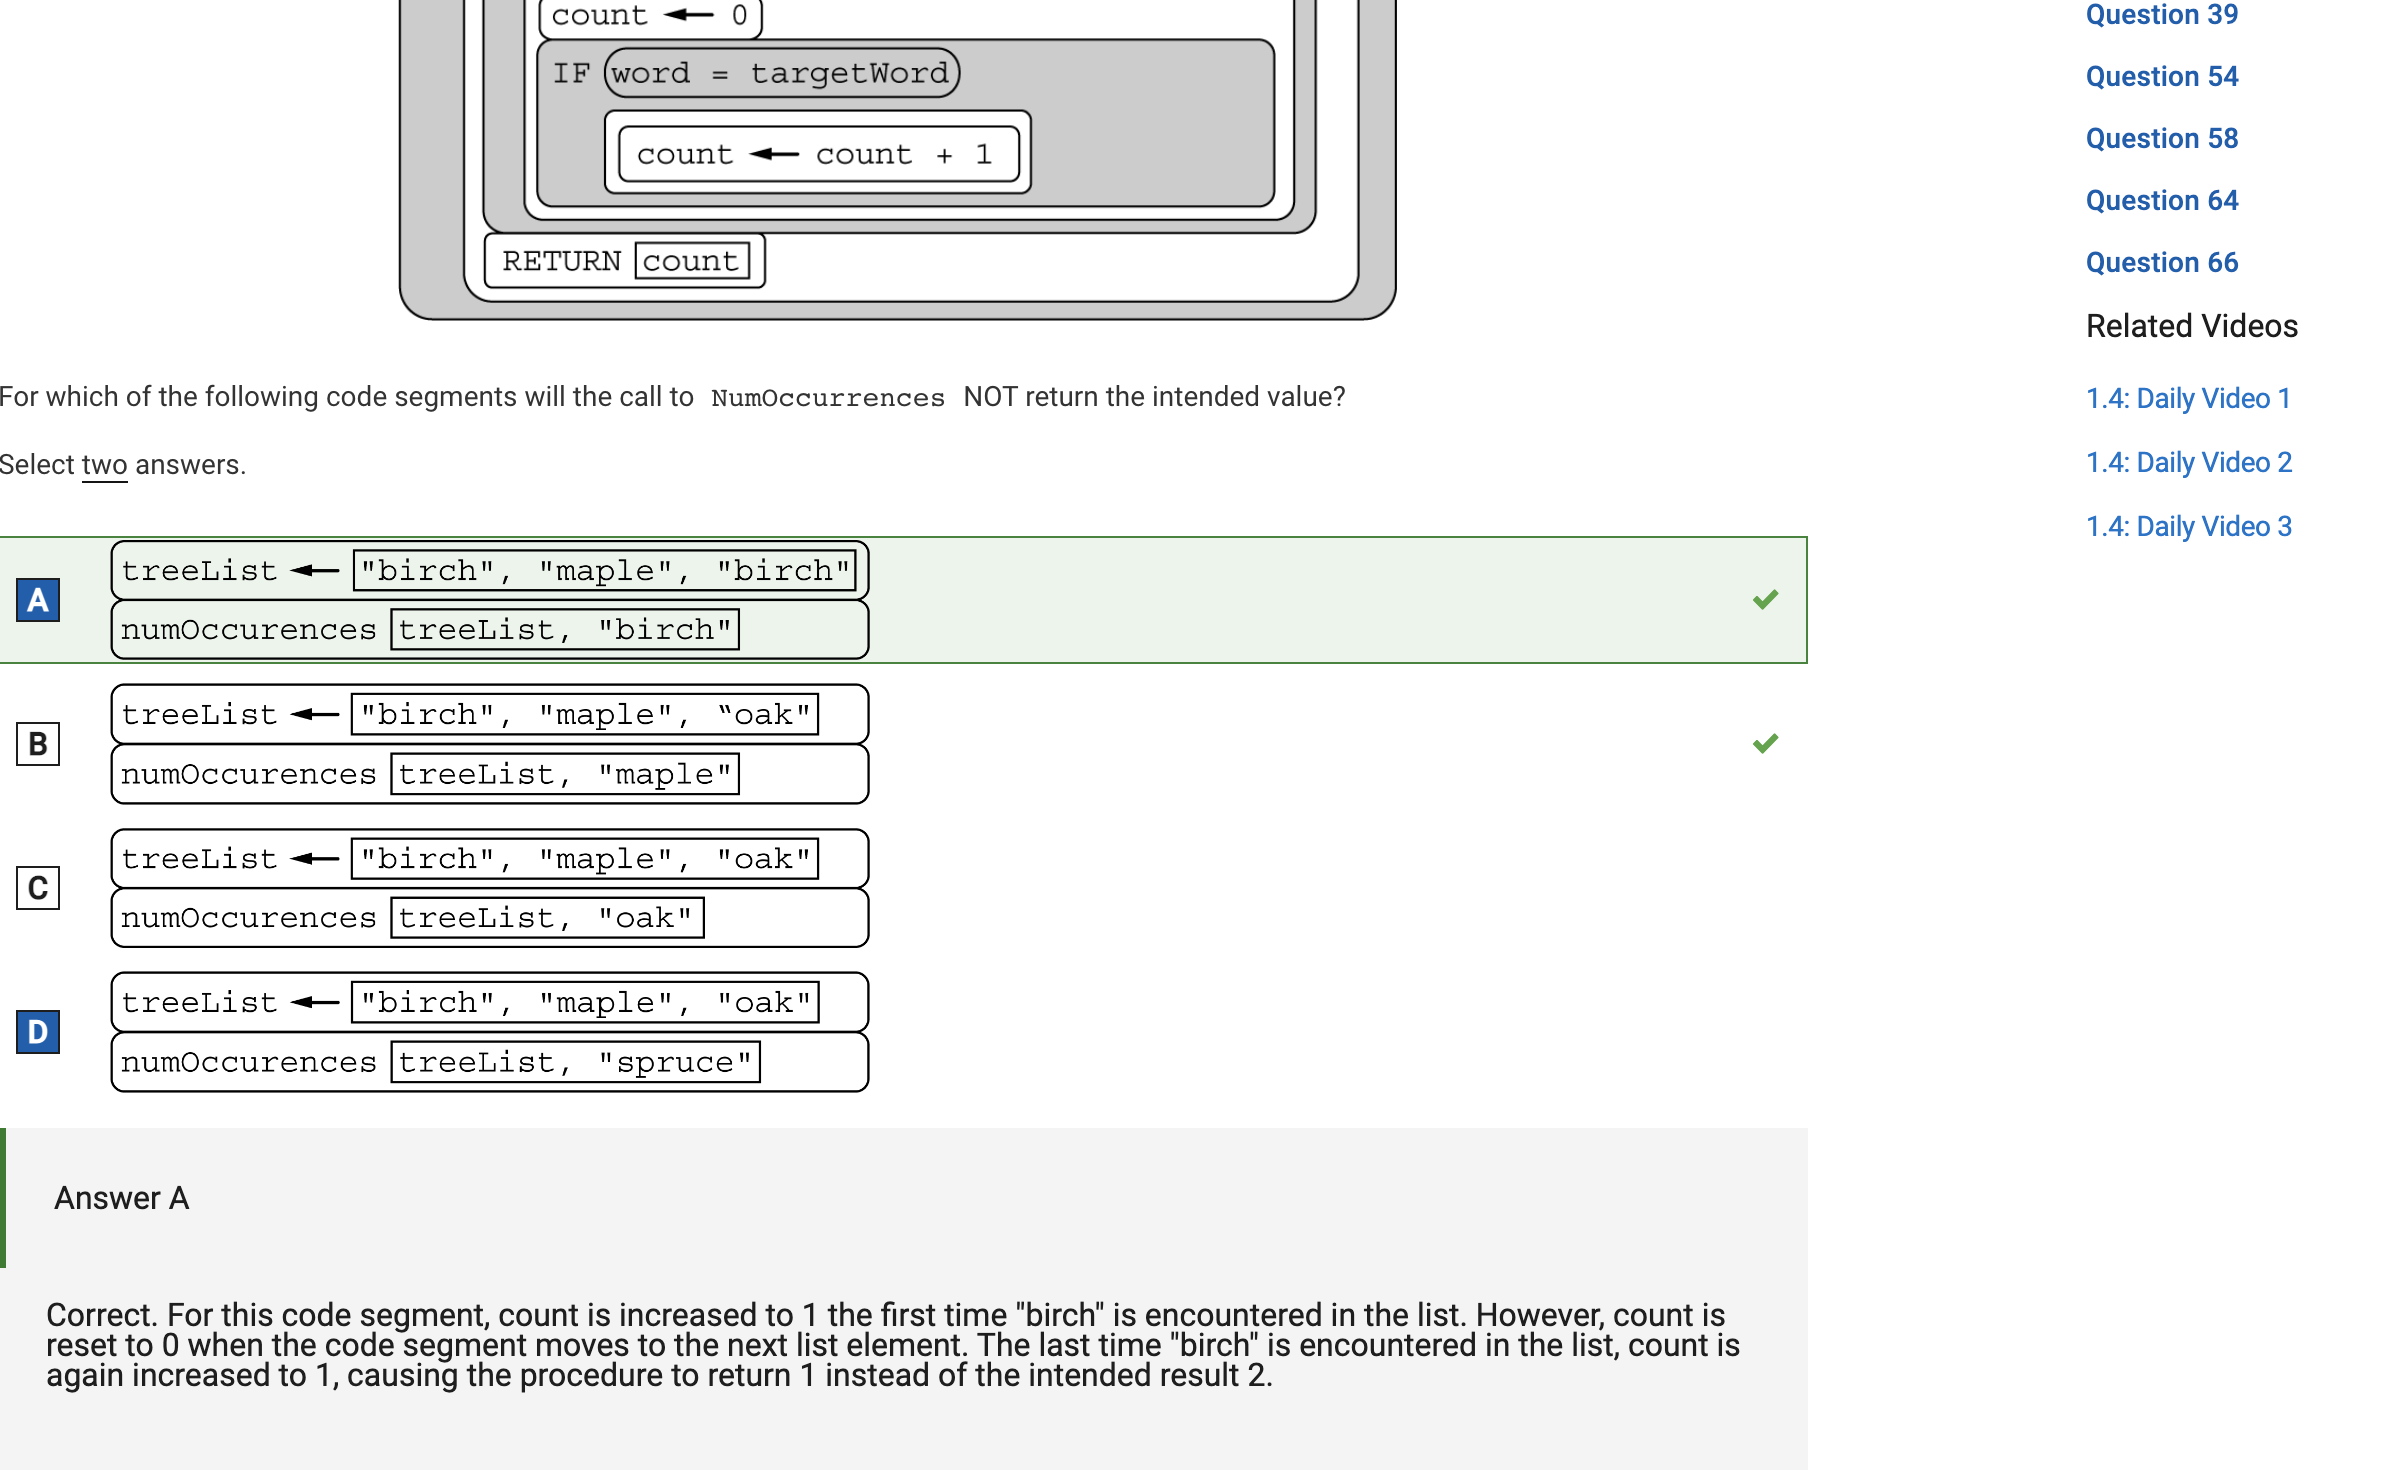 count ← 0
IF word = targetWord
count ← count + 1
RETURN count
For which of the following code segments will the call to NumOccurrences NOT return the intended value?
Select two answers.
A
treeList ← "birch", "maple", "birch"
numOccurences treeList, "birch"
B
treeList ← "birch", "maple", “oak"
numOccurences treeList, "maple"
C
treeList ← "birch", "maple", "oak"
numOccurences treeList, "oak"
D
treeList ← "birch", "maple", "oak"
numOccurences treeList, "spruce"
Answer A
Correct. For this code segment, count is increased to 1 the first time "birch" is encountered in the list. However, count is
reset to 0 when the code segment moves to the next list element. The last time "birch" is encountered in the list, count is
again increased to 1, causing the procedure to return 1 instead of the intended result 2.
Question 39
Question 54
Question 58
Question 64
Question 66
Related Videos
1.4: Daily Video 1
1.4: Daily Video 2
1.4: Daily Video 3